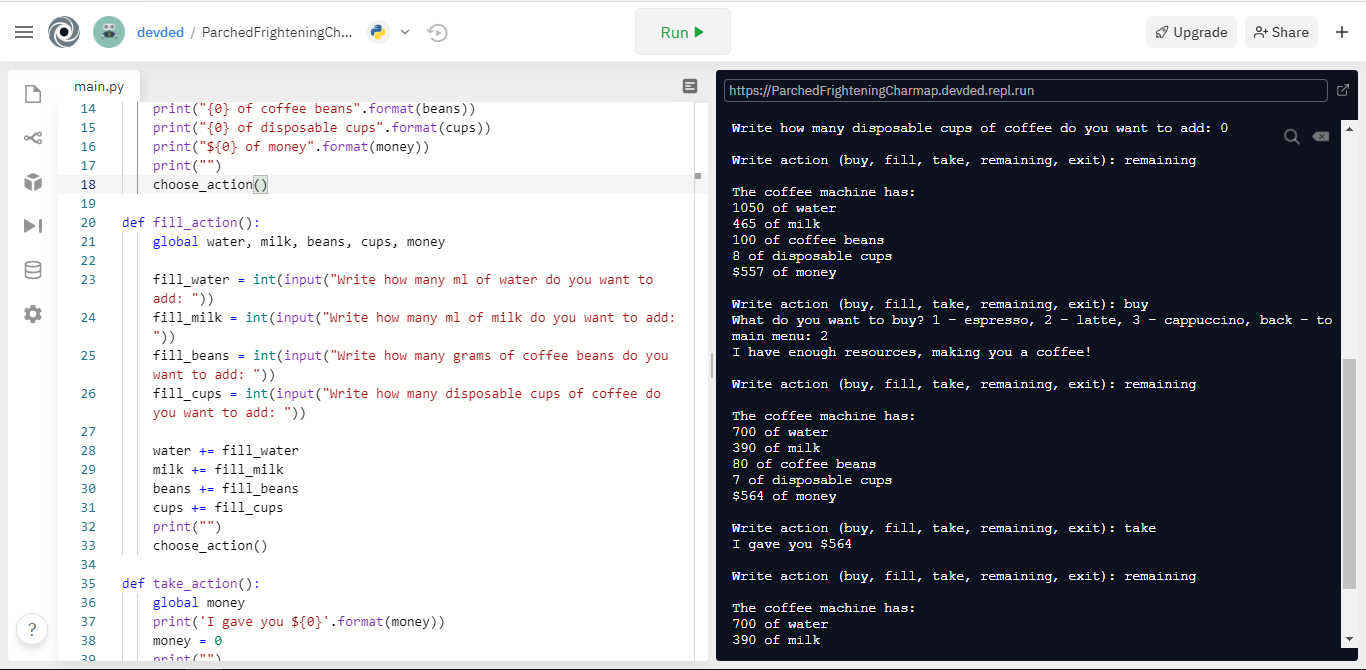 devded / ParchedFrighteningCh...
Run
Upgrade
Share
main.py
14 print("{0} of coffee beans".format(beans))
15 print("{0} of disposable cups".format(cups))
16 print("${0} of money".format(money))
17 print("")
18 choose_action()
19
20 def fill_action():
21 global water, milk, beans, cups, money
22
23 fill_water = int(input("Write how many ml of water do you want to
add: "))
24 fill_milk = int(input("Write how many ml of milk do you want to add:
"))
25 fill_beans = int(input("Write how many grams of coffee beans do you
want to add: "))
26 fill_cups = int(input("Write how many disposable cups of coffee do
you want to add: "))
27
28 water += fill_water
29 milk += fill_milk
30 beans += fill_beans
31 cups += fill_cups
32 print("")
33 choose_action()
34
35 def take_action():
36 global money
37 print('I gave you ${0}'.format(money))
38 money = 0
39 print("")
?
https://ParchedFrighteningCharmap.devded.repl.run
Write how many disposable cups of coffee do you want to add: 0
Write action (buy, fill, take, remaining, exit): remaining
The coffee machine has:
1050 of water
465 of milk
100 of coffee beans
8 of disposable cups
$557 of money
Write action (buy, fill, take, remaining, exit): buy
What do you want to buy? 1 - espresso, 2 - latte, 3 - cappuccino, back - to
main menu: 2
I have enough resources, making you a coffee!
Write action (buy, fill, take, remaining, exit): remaining
The coffee machine has:
700 of water
390 of milk
80 of coffee beans
7 of disposable cups
$564 of money
Write action (buy, fill, take, remaining, exit): take
I gave you $564
Write action (buy, fill, take, remaining, exit): remaining
The coffee machine has:
700 of water
390 of milk